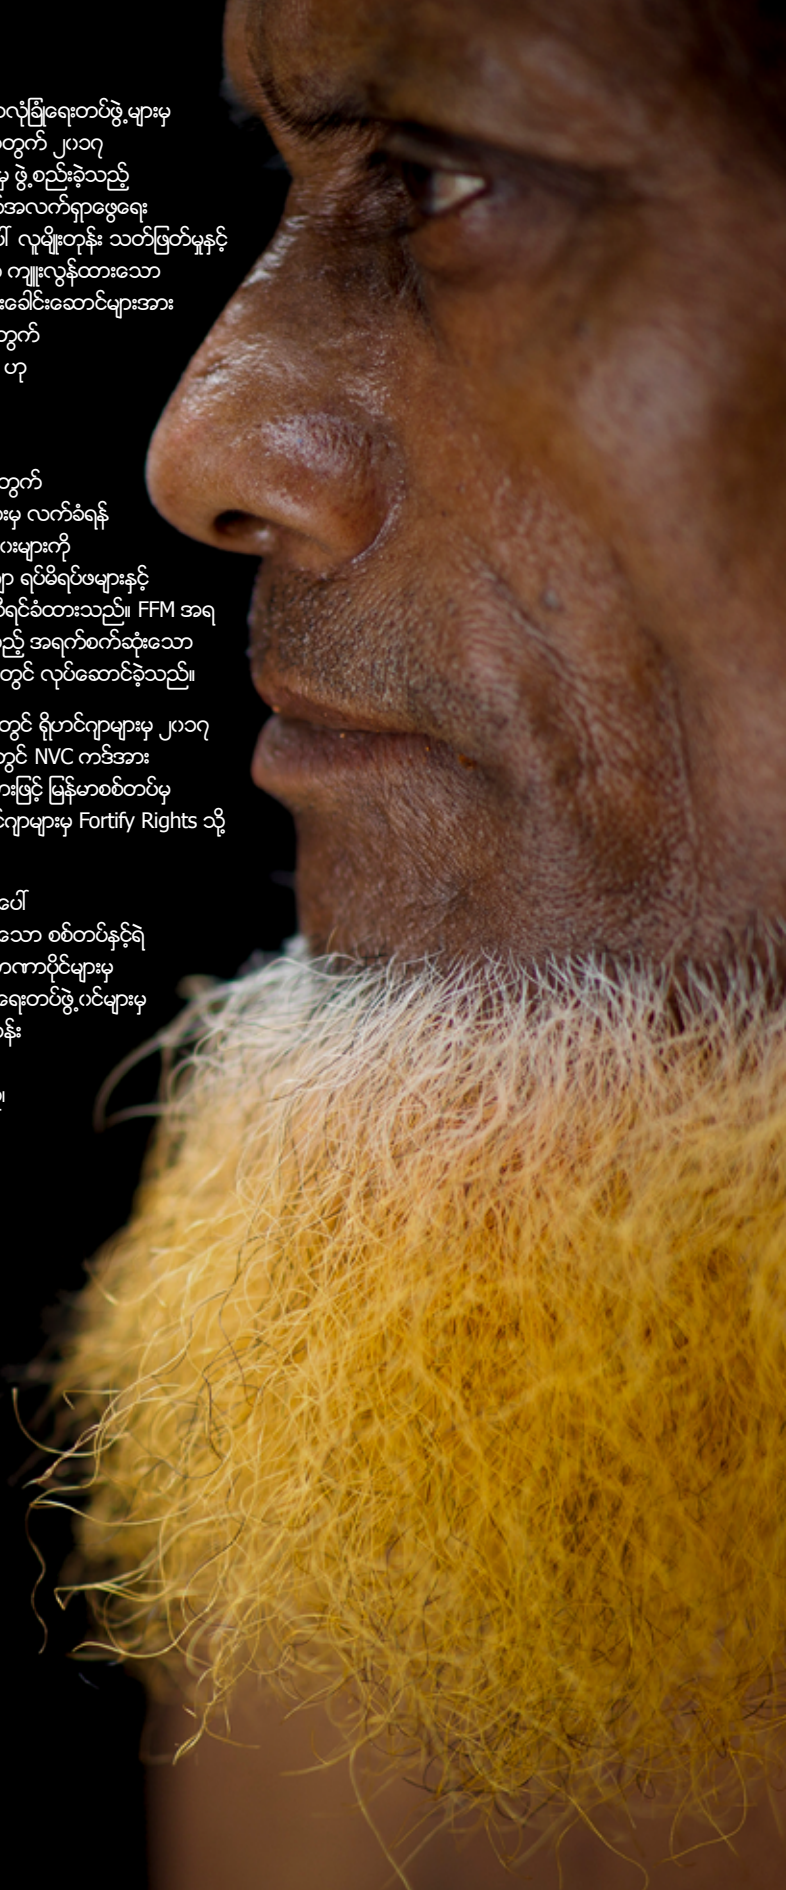 လုံခြုံရေးတပ်ဖွဲ့များမှ
အတွက် ၂၀၁၇
မှ ဖွဲ့စည်းခဲ့သည့်
အလက်ရှာဖွေရေး
ပေါ် လူမျိုးတုန်း သတ်ဖြတ်မှုနှင့်
ကျူးလွန်ထားသော
ခေါင်းဆောင်များအား
တွက်
ဟု
တွက်
များမှ လက်ခံရန်
များကို
ရပ်မိရပ်ဖများနှင့်
ရင်ခံထားသည်။ FFM အရ
သည့် အရက်စက်ဆုံးသော
တွင် လုပ်ဆောင်ခဲ့သည်။
တွင် ရိုဟင်ဂျာများမှ ၂၀၁၇
တွင် NVC ကဒ်အား
အားဖြင့် မြန်မာစစ်တပ်မှ
င်ဂျာများမှ Fortify Rights သို့
ပေါ်
သော စစ်တပ်နှင့်ရဲ
ာဏာပိုင်များမှ
ရေးတပ်ဖွဲ့ဝင်များမှ
န်း